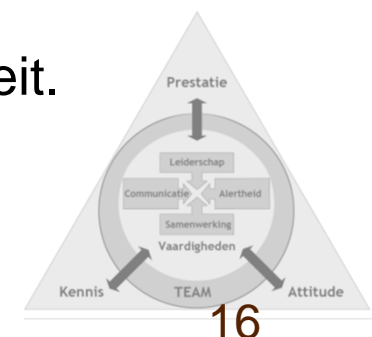 eit.
Prestatie
Leiderschap
Communicatie Alertheid
Samenwerking
Vaardigheden
Kennis TEAM Attitude
16